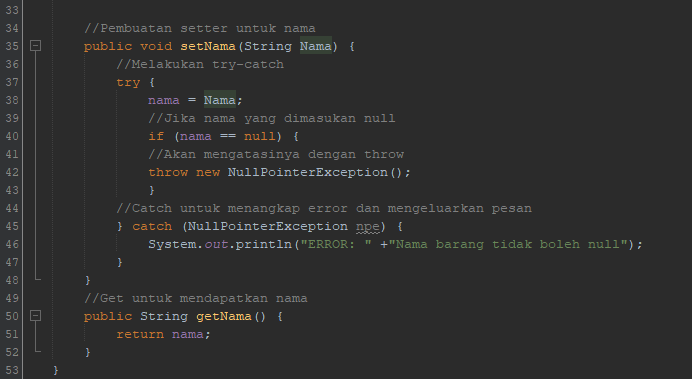 33
34 //Pembuatan setter untuk nama
35 public void setNama(String Nama) {
36 //Melakukan try-catch
37 try {
38 nama = Nama;
39 //Jika nama yang dimasukan null
40 if (nama == null) {
41 //Akan mengatasinya dengan throw
42 throw new NullPointerException();
43 }
44 //Catch untuk menangkap error dan mengeluarkan pesan
45 } catch (NullPointerException npe) {
46 System.out.println("ERROR: " +"Nama barang tidak boleh null");
47 }
48 }
49 //Get untuk mendapatkan nama
50 public String getNama() {
51 return nama;
52 }
53 }